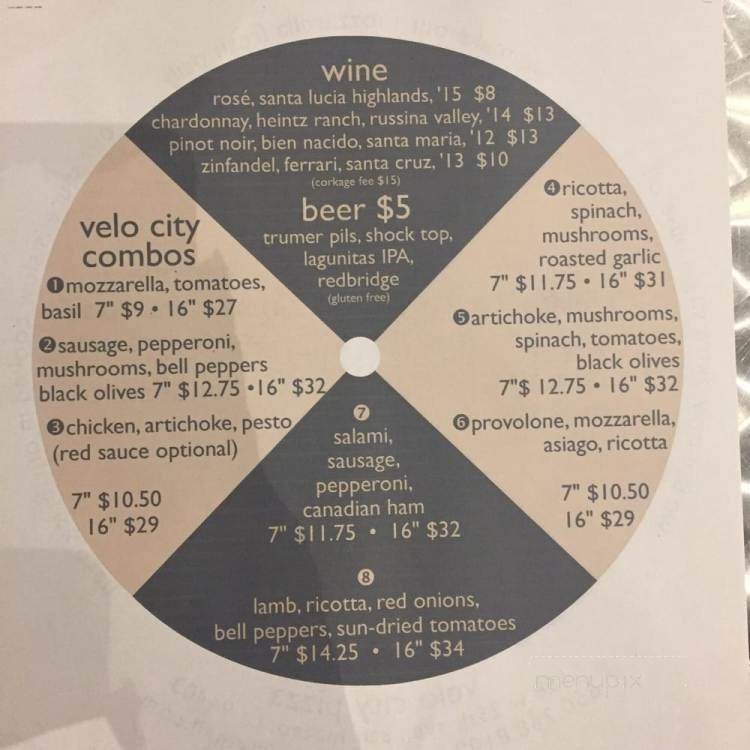 wine
rosé, santa lucia highlands, '15 $8
chardonnay, heintz ranch, russina valley, '14 $13
pinot noir, bien nacido, santa maria, '12 $13
zinfandel, ferrari, santa cruz, '13 $10
(corkage fee $15)
beer $5
trumer pils, shock top,
lagunitas IPA,
redbridge
(gluten free)
velo city
combos
❶mozzarella, tomatoes,
basil 7" $9 • 16" $27
❷sausage, pepperoni,
mushrooms, bell peppers
black olives 7" $12.75 •16" $32
❸chicken, artichoke, pesto
(red sauce optional)
7" $10.50
16" $29
❹ricotta,
spinach,
mushrooms,
roasted garlic
7" $11.75 • 16" $31
❺artichoke, mushrooms,
spinach, tomatoes,
black olives
7"$ 12.75 • 16" $32
❻provolone, mozzarella,
asiago, ricotta
7" $10.50
16" $29
❼
salami,
sausage,
pepperoni,
canadian ham
7" $11.75 • 16" $32
❽
lamb, ricotta, red onions,
bell peppers, sun-dried tomatoes
7" $14.25 • 16" $34
menupix